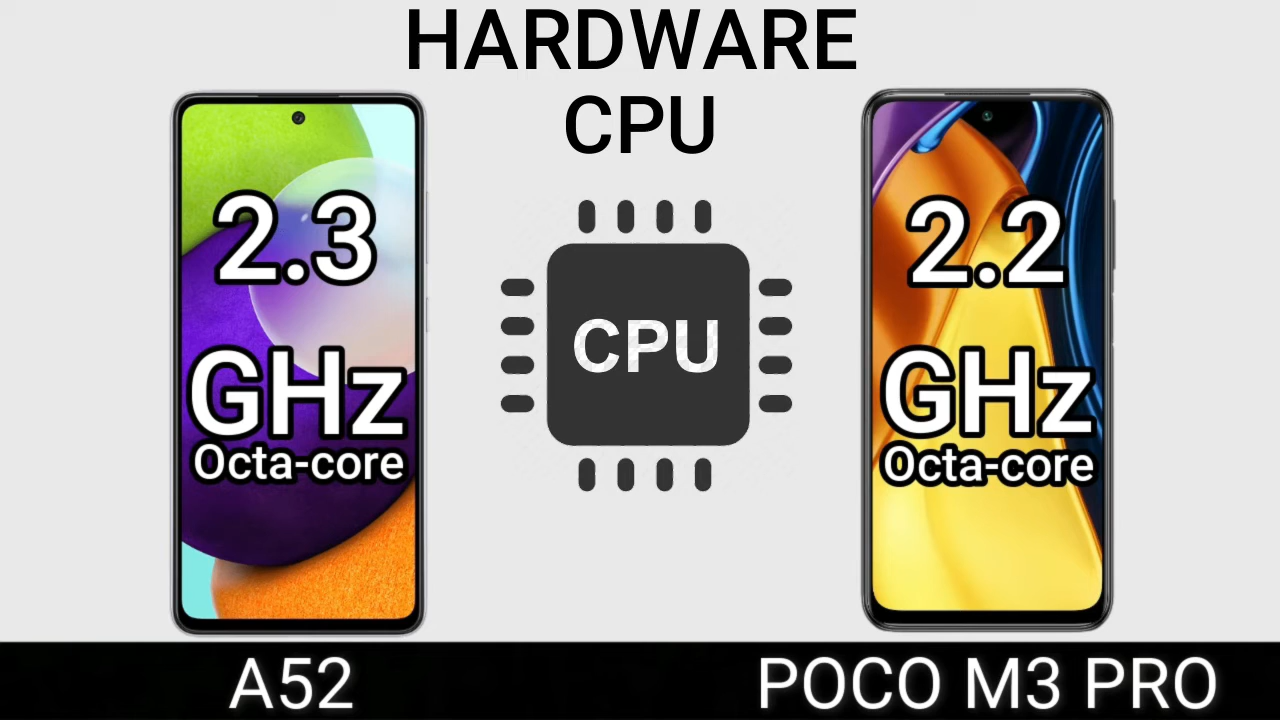 HARDWARE
CPU
2.3
GHz
Octa-core
CPU
2.2
GHz
Octa-core
A52
POCO M3 PRO